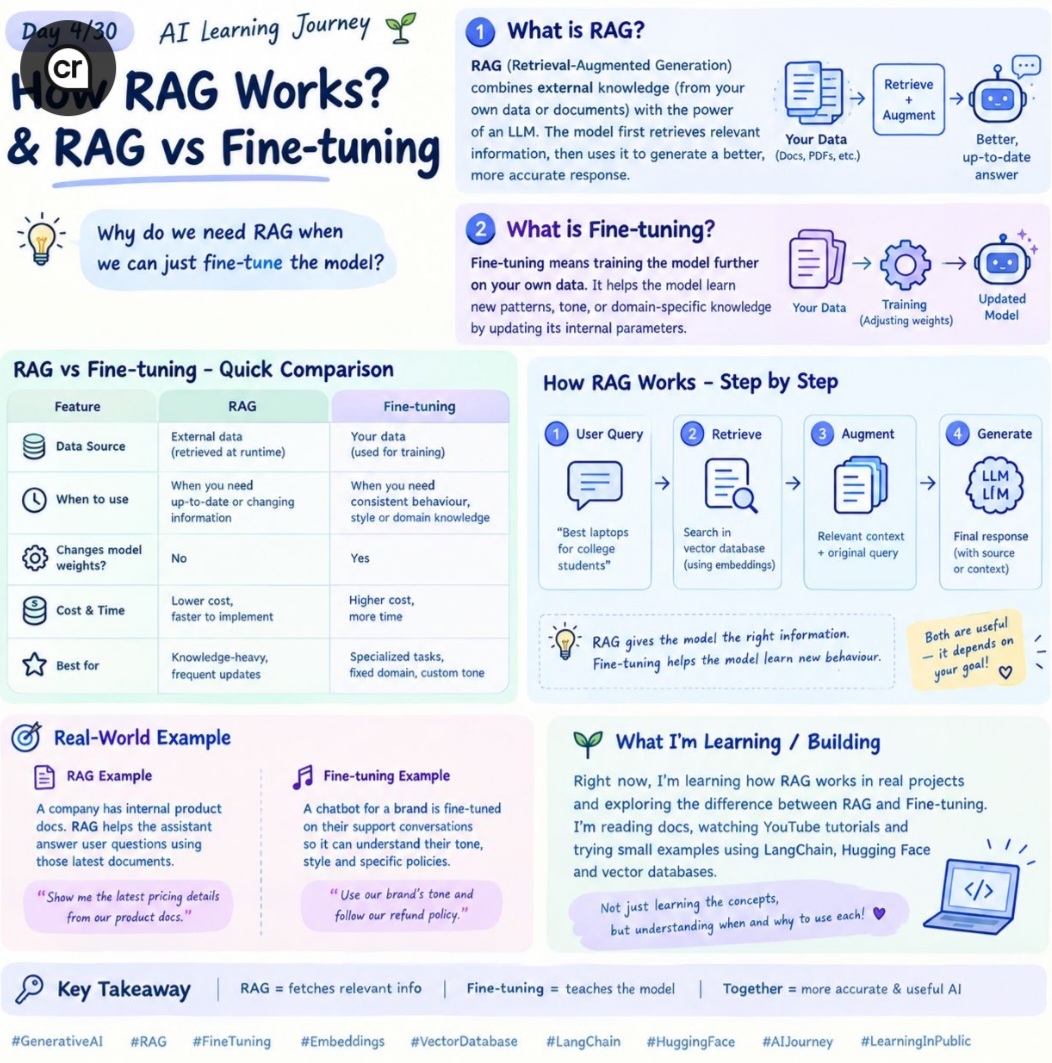 Day 4/30
AI Learning Journey
cr
How RAG Works?
& RAG vs Fine-tuning
Why do we need RAG when
we can just fine-tune the model?
1 What is RAG?
RAG (Retrieval-Augmented Generation)
combines external knowledge (from your
own data or documents) with the power
of an LLM. The model first retrieves relevant
information, then uses it to generate a better,
more accurate response.
Your Data
(Docs, PDFs, etc.)
Retrieve
+
Augment
Better,
up-to-date
answer
2 What is Fine-tuning?
Fine-tuning means training the model further
on your own data. It helps the model learn
new patterns, tone, or domain-specific knowledge
by updating its internal parameters.
Your Data
Training
(Adjusting weights)
Updated
Model
RAG vs Fine-tuning – Quick Comparison
Feature
RAG
Fine-tuning
Data Source
External data
(retrieved at runtime)
Your data
(used for training)
When to use
When you need
up-to-date or changing
information
When you need
consistent behaviour,
style or domain knowledge
Changes model
weights?
No
Yes
$
Cost & Time
Lower cost,
faster to implement
Higher cost,
more time
Best for
Knowledge-heavy,
frequent updates
Specialized tasks,
fixed domain, custom tone
How RAG Works – Step by Step
1 User Query
"Best laptops
for college
students"
2 Retrieve
Search in
vector database
(using embeddings)
3 Augment
Relevant context
+ original query
4 Generate
LLM
Final response
(with source
or context)
RAG gives the model the right information.
Fine-tuning helps the model learn new behaviour.
Both are useful
— it depends on
your goal!
Real-World Example
RAG Example
A company has internal product
docs. RAG helps the assistant
answer user questions using
those latest documents.
"Show me the latest pricing details
from our product docs."
Fine-tuning Example
A chatbot for a brand is fine-tuned
on their support conversations
so it can understand their tone,
style and specific policies.
"Use our brand's tone and
follow our refund policy."
What I'm Learning / Building
Right now, I'm learning how RAG works in real projects
and exploring the difference between RAG and Fine-tuning.
I'm reading docs, watching YouTube tutorials and
trying small examples using LangChain, Hugging Face
and vector databases.
Not just learning the concepts,
but understanding when and why to use each!
</>
Key Takeaway
RAG = fetches relevant info
Fine-tuning = teaches the model
Together = more accurate & useful AI
#GenerativeAI #RAG #FineTuning #Embeddings #VectorDatabase #LangChain #HuggingFace #AIJourney #LearningInPublic